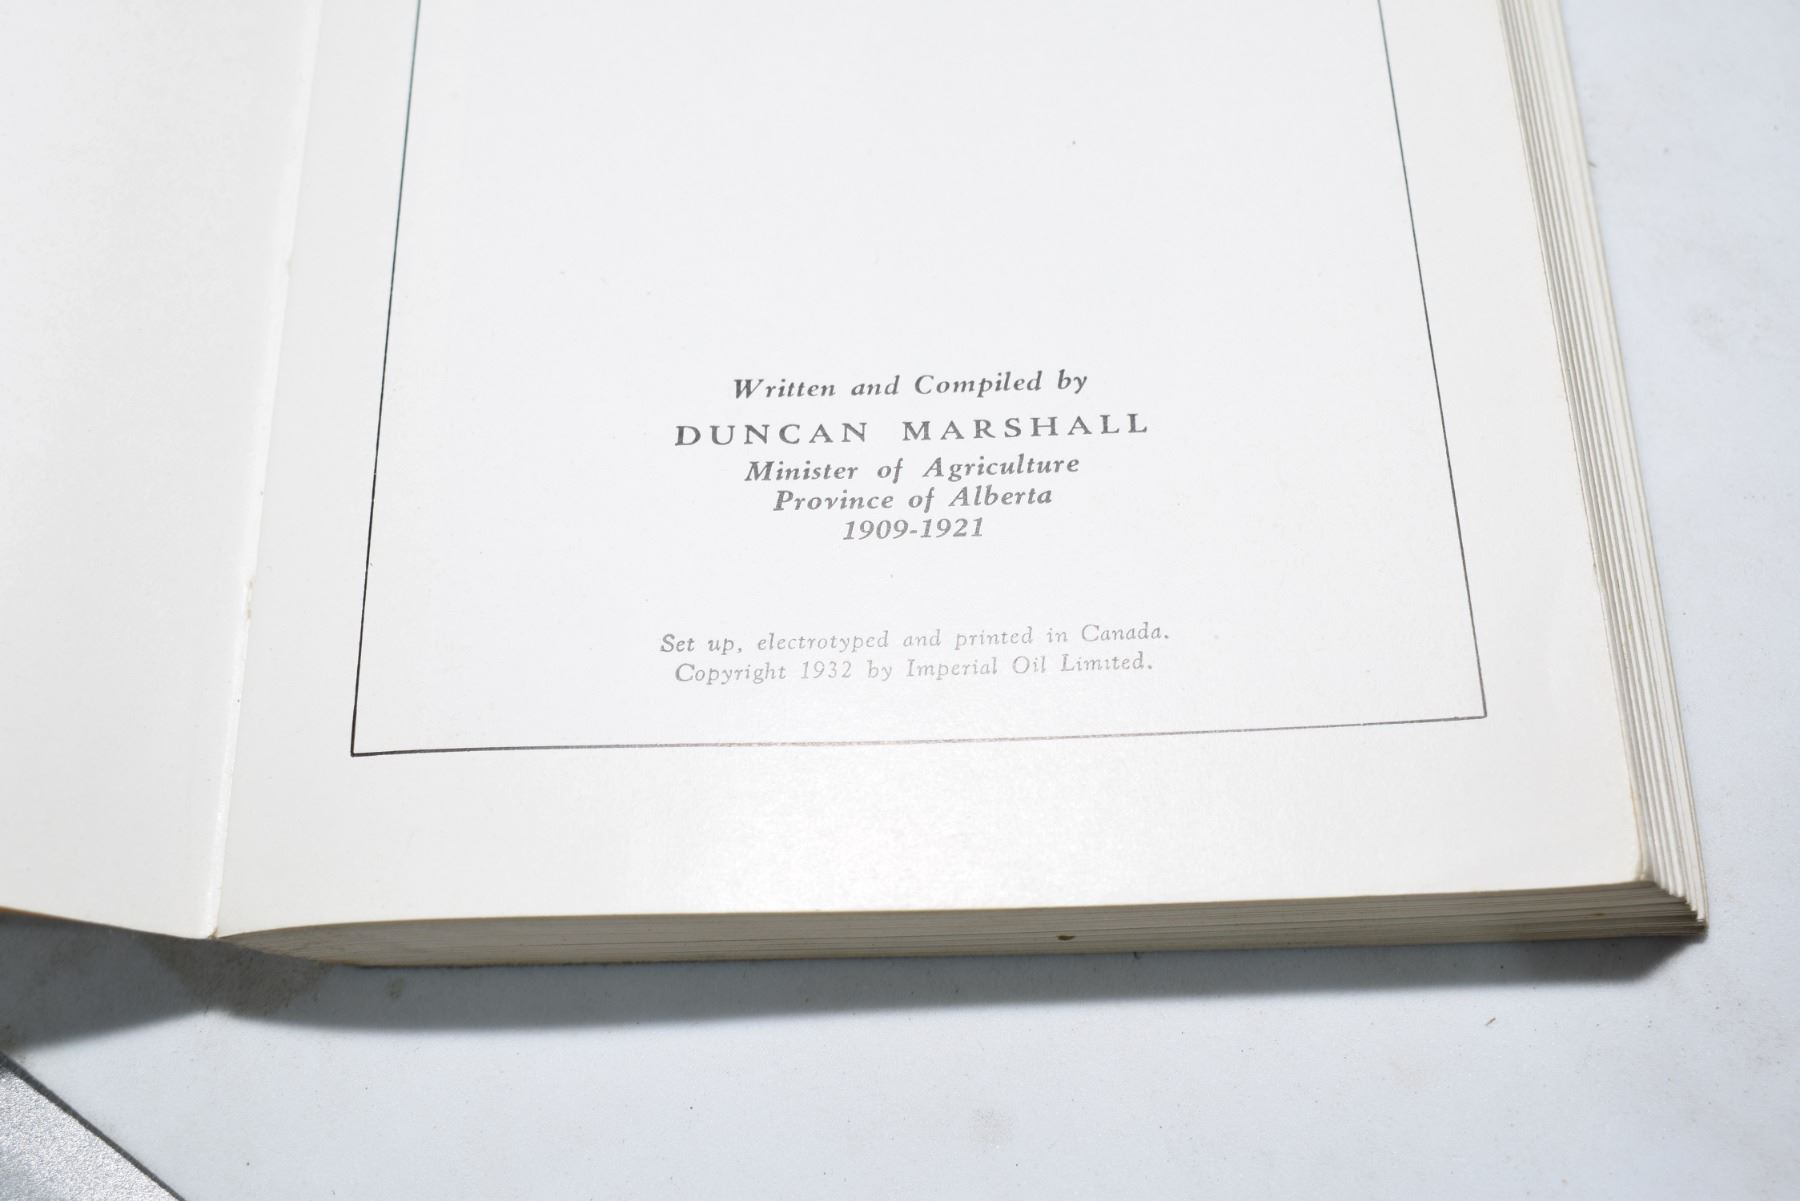 Written and Compiled by
DUNCAN MARSHALL
Minister of Agriculture
Province of Alberta
1909-1921
Set up, electrotyped and printed in Canada.
Copyright 1932 by Imperial Oil Limited.